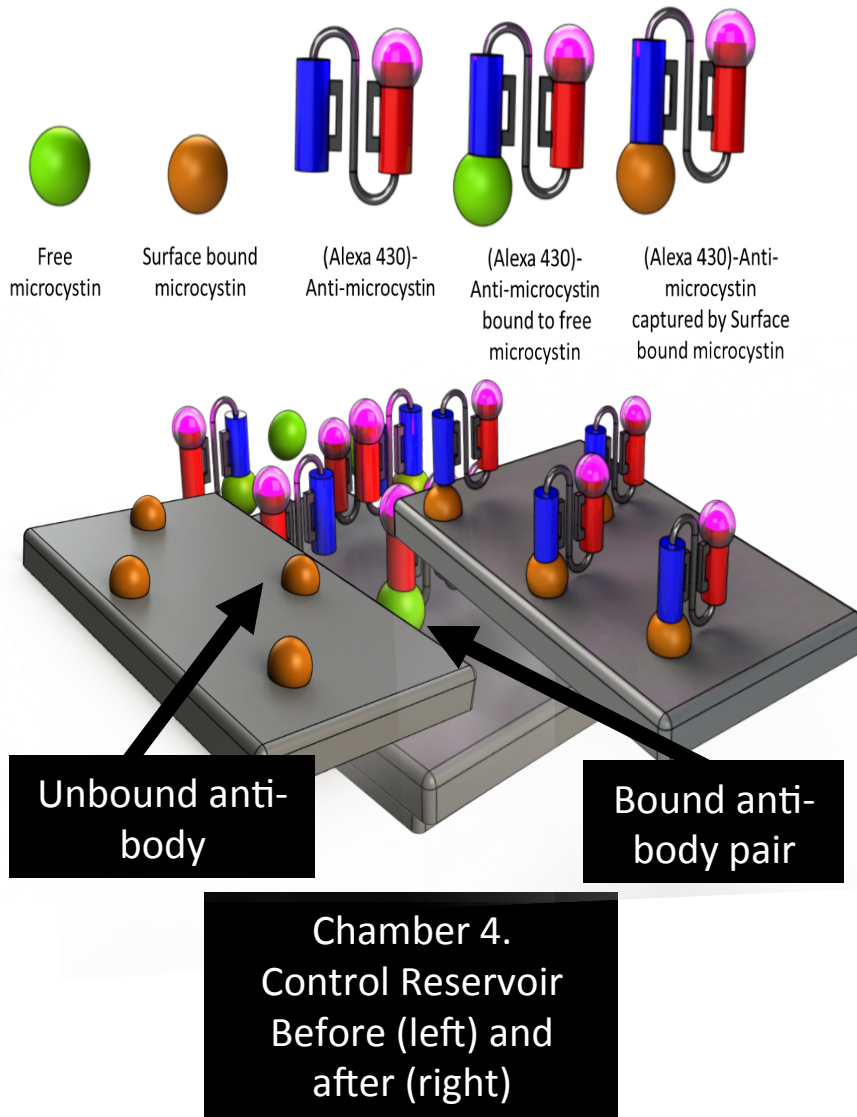 Free
microcystin
Surface bound
microcystin
(Alexa 430)-
Anti-microcystin
(Alexa 430)-
Anti-microcystin
bound to free
microcystin
(Alexa 430)-Anti-
microcystin
captured by Surface
bound microcystin
Unbound anti-
body
Bound anti-
body pair
Chamber 4.
Control Reservoir
Before (left) and
after (right)